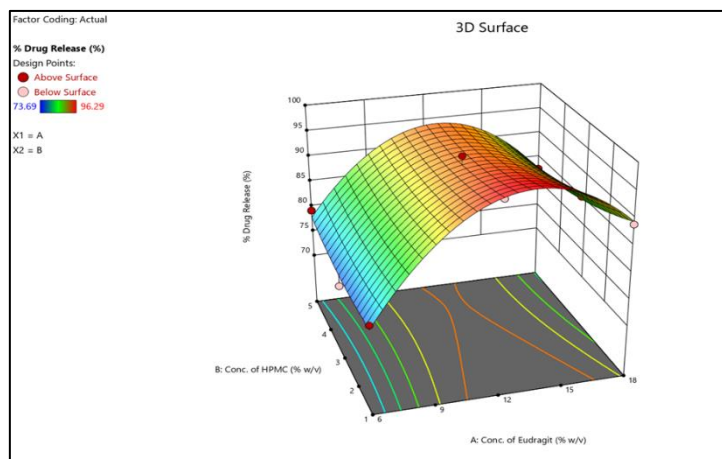 Factor Coding: Actual
3D Surface
% Drug Release (%)
Design Points:
Above Surface
Below Surface
73.69 96.29
X1 = A
X2 = B
% Drug Release (%)
100
95
90
85
80
75
70
B: Conc. of HPMC (% w/v)
5
4
3
2
1
A: Conc. of Eudragit (% w/v)
6
9
12
15
18